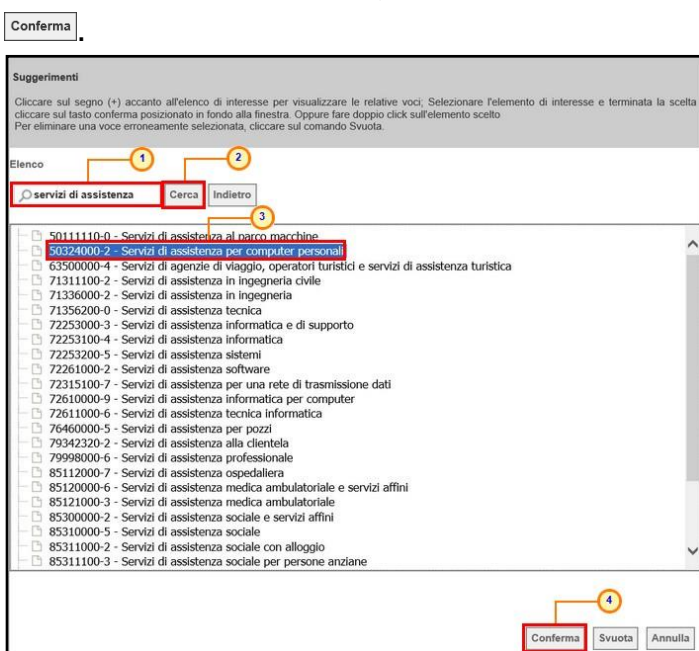 Conferma.
Suggerimenti
Cliccare sul segno (+) accanto all'elenco di interesse per visualizzare le relative voci; Selezionare l'elemento di interesse e terminata la scelta
cliccare sul tasto conferma posizionato in fondo alla finestra. Oppure fare doppio click sull'elemento scelto
Per eliminare una voce erroneamente selezionata, cliccare sul comando Svuota.
1 2
Elenco
servizi di assistenza Cerca Indietro
3
50111110-0 - Servizi di assistenza al parco macchine
50324000-2 - Servizi di assistenza per computer personali
63500000-4 - Servizi di agenzie di viaggio, operatori turistici e servizi di assistenza turistica
71311100-2 - Servizi di assistenza in ingegneria civile
71336000-2 - Servizi di assistenza in ingegneria
71356200-0 - Servizi di assistenza tecnica
72253000-3 - Servizi di assistenza informatica e di supporto
72253100-4 - Servizi di assistenza informatica
72253200-5 - Servizi di assistenza sistemi
72261000-2 - Servizi di assistenza software
72315100-7 - Servizi di assistenza per una rete di trasmissione dati
72610000-9 - Servizi di assistenza informatica per computer
72611000-6 - Servizi di assistenza tecnica informatica
76460000-5 - Servizi di assistenza per pozzi
79342320-2 - Servizi di assistenza alla clientela
79998000-6 - Servizi di assistenza professionale
85112000-7 - Servizi di assistenza ospedaliera
85120000-6 - Servizi di assistenza medica ambulatoriale e servizi affini
85121000-3 - Servizi di assistenza medica ambulatoriale
85300000-2 - Servizi di assistenza sociale e servizi affini
85310000-5 - Servizi di assistenza sociale
85311000-2 - Servizi di assistenza sociale con alloggio
85311100-3 - Servizi di assistenza sociale per persone anziane
4
Conferma Svuota Annulla